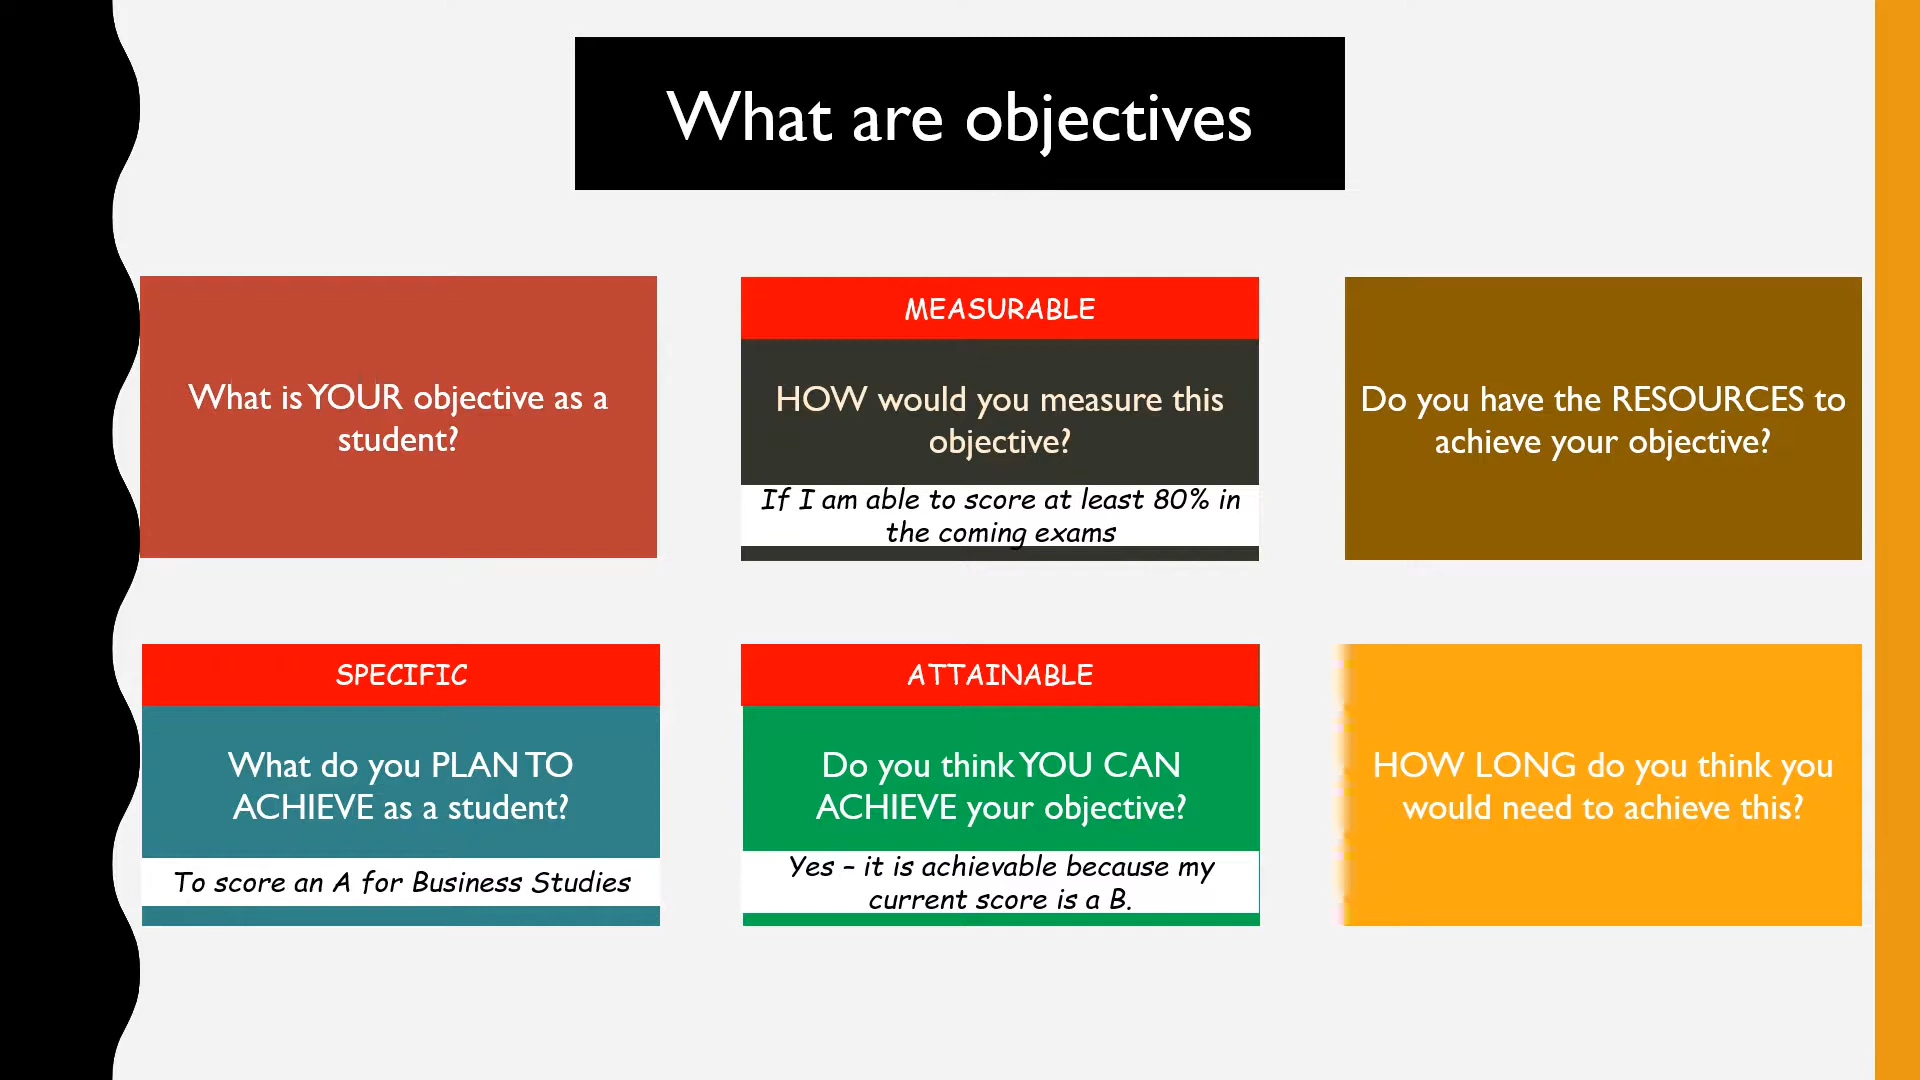 What are objectives
What is YOUR objective as a
student?
MEASURABLE
HOW would you measure this
objective?
If I am able to score at least 80% in
the coming exams
Do you have the RESOURCES to
achieve your objective?
SPECIFIC
What do you PLAN TO
ACHIEVE as a student?
To score an A for Business Studies
ATTAINABLE
Do you think YOU CAN
ACHIEVE your objective?
Yes – it is achievable because my
current score is a B.
HOW LONG do you think you
would need to achieve this?